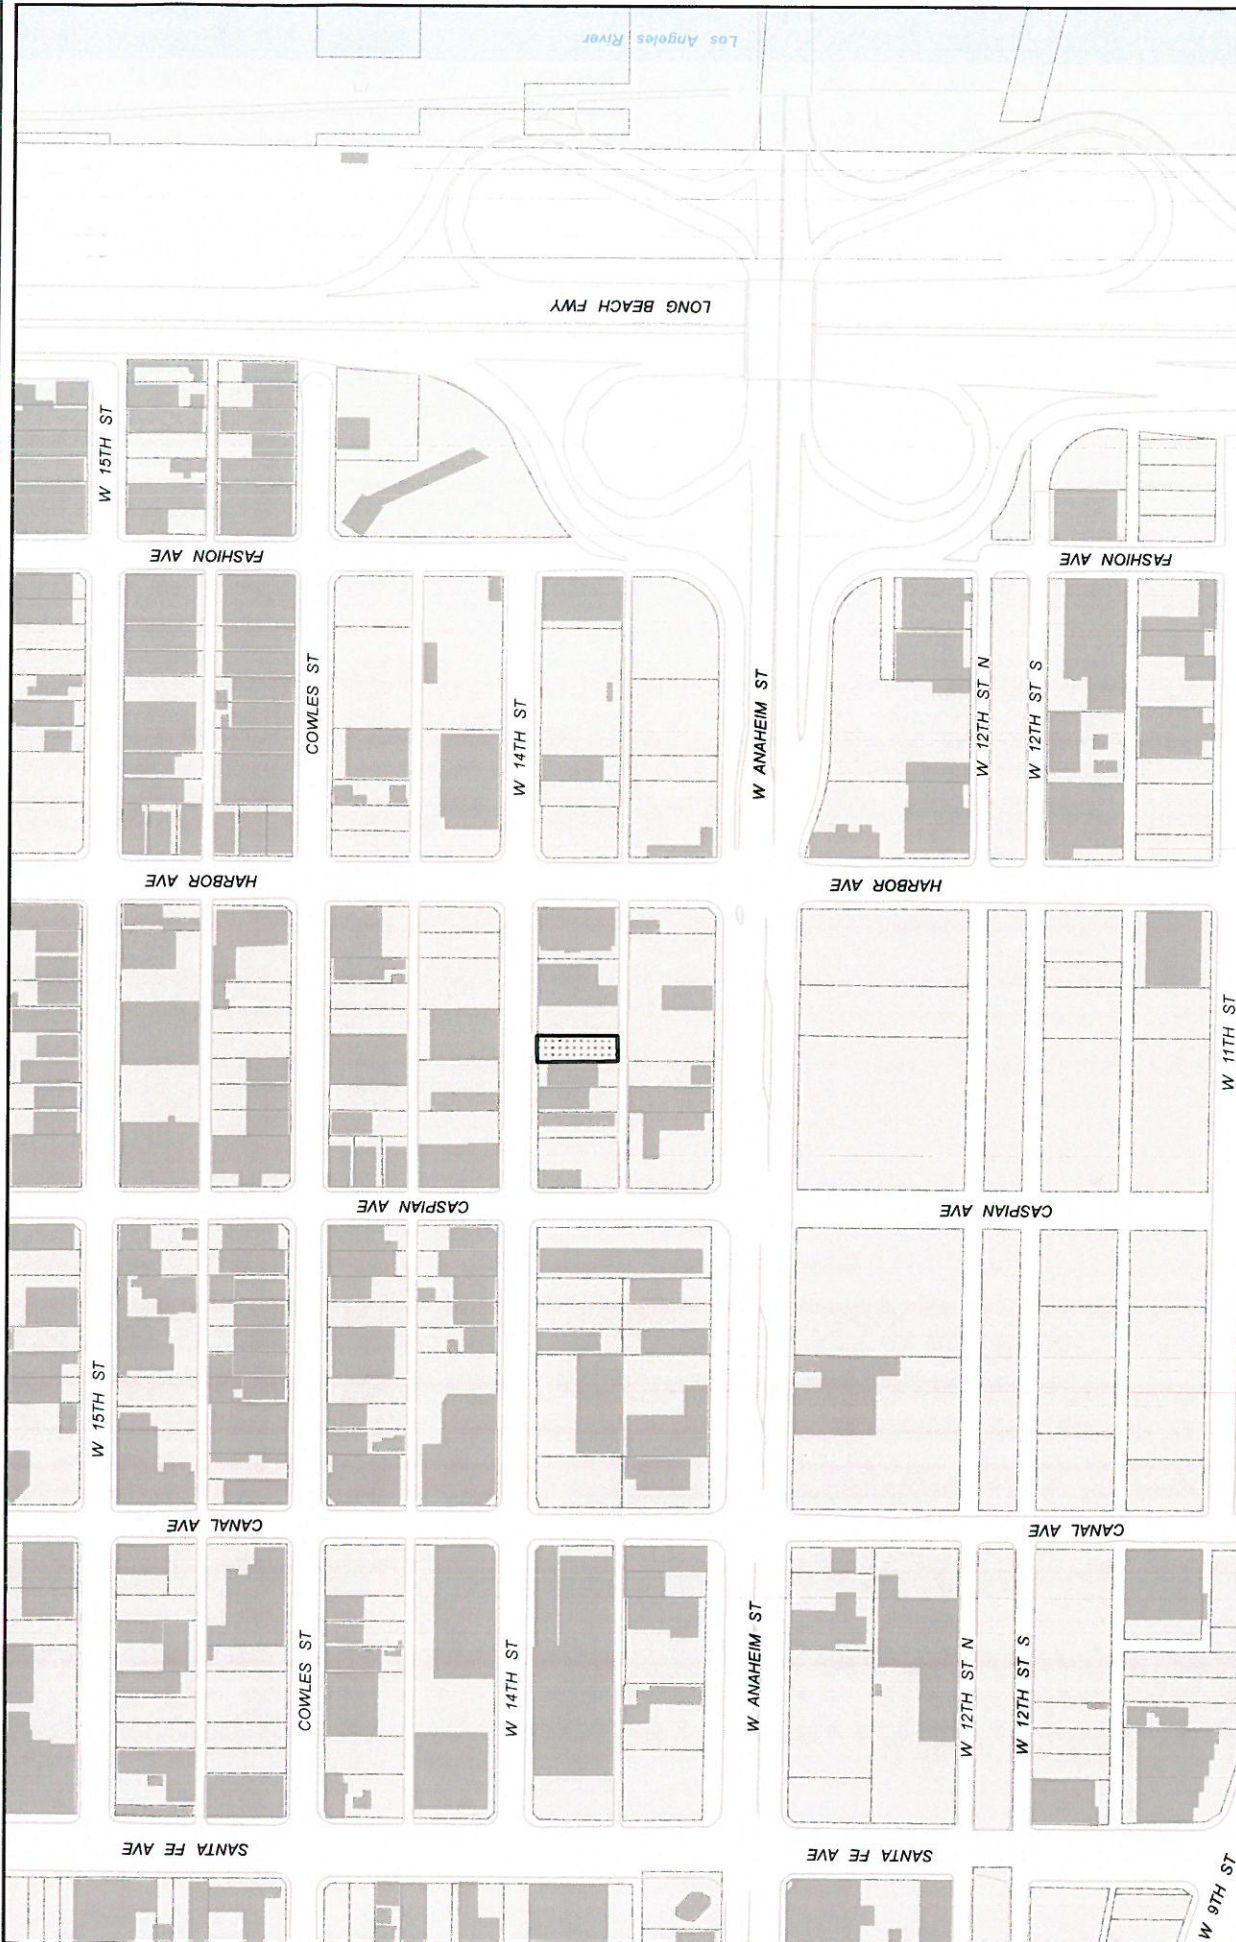 Los Angeles River
LONG BEACH FWY
W 15TH ST
FASHION AVE
FASHION AVE
COWLES ST
W 14TH ST
W ANAHEIM ST
W 12TH ST N
W 12TH ST S
HARBOR AVE
HARBOR AVE
W 11TH ST
CASPIAN AVE
CASPIAN AVE
W 15TH ST
CANAL AVE
CANAL AVE
COWLES ST
W 14TH ST
W ANAHEIM ST
W 12TH ST N
W 12TH ST S
SANTA FE AVE
SANTA FE AVE
W 9TH ST